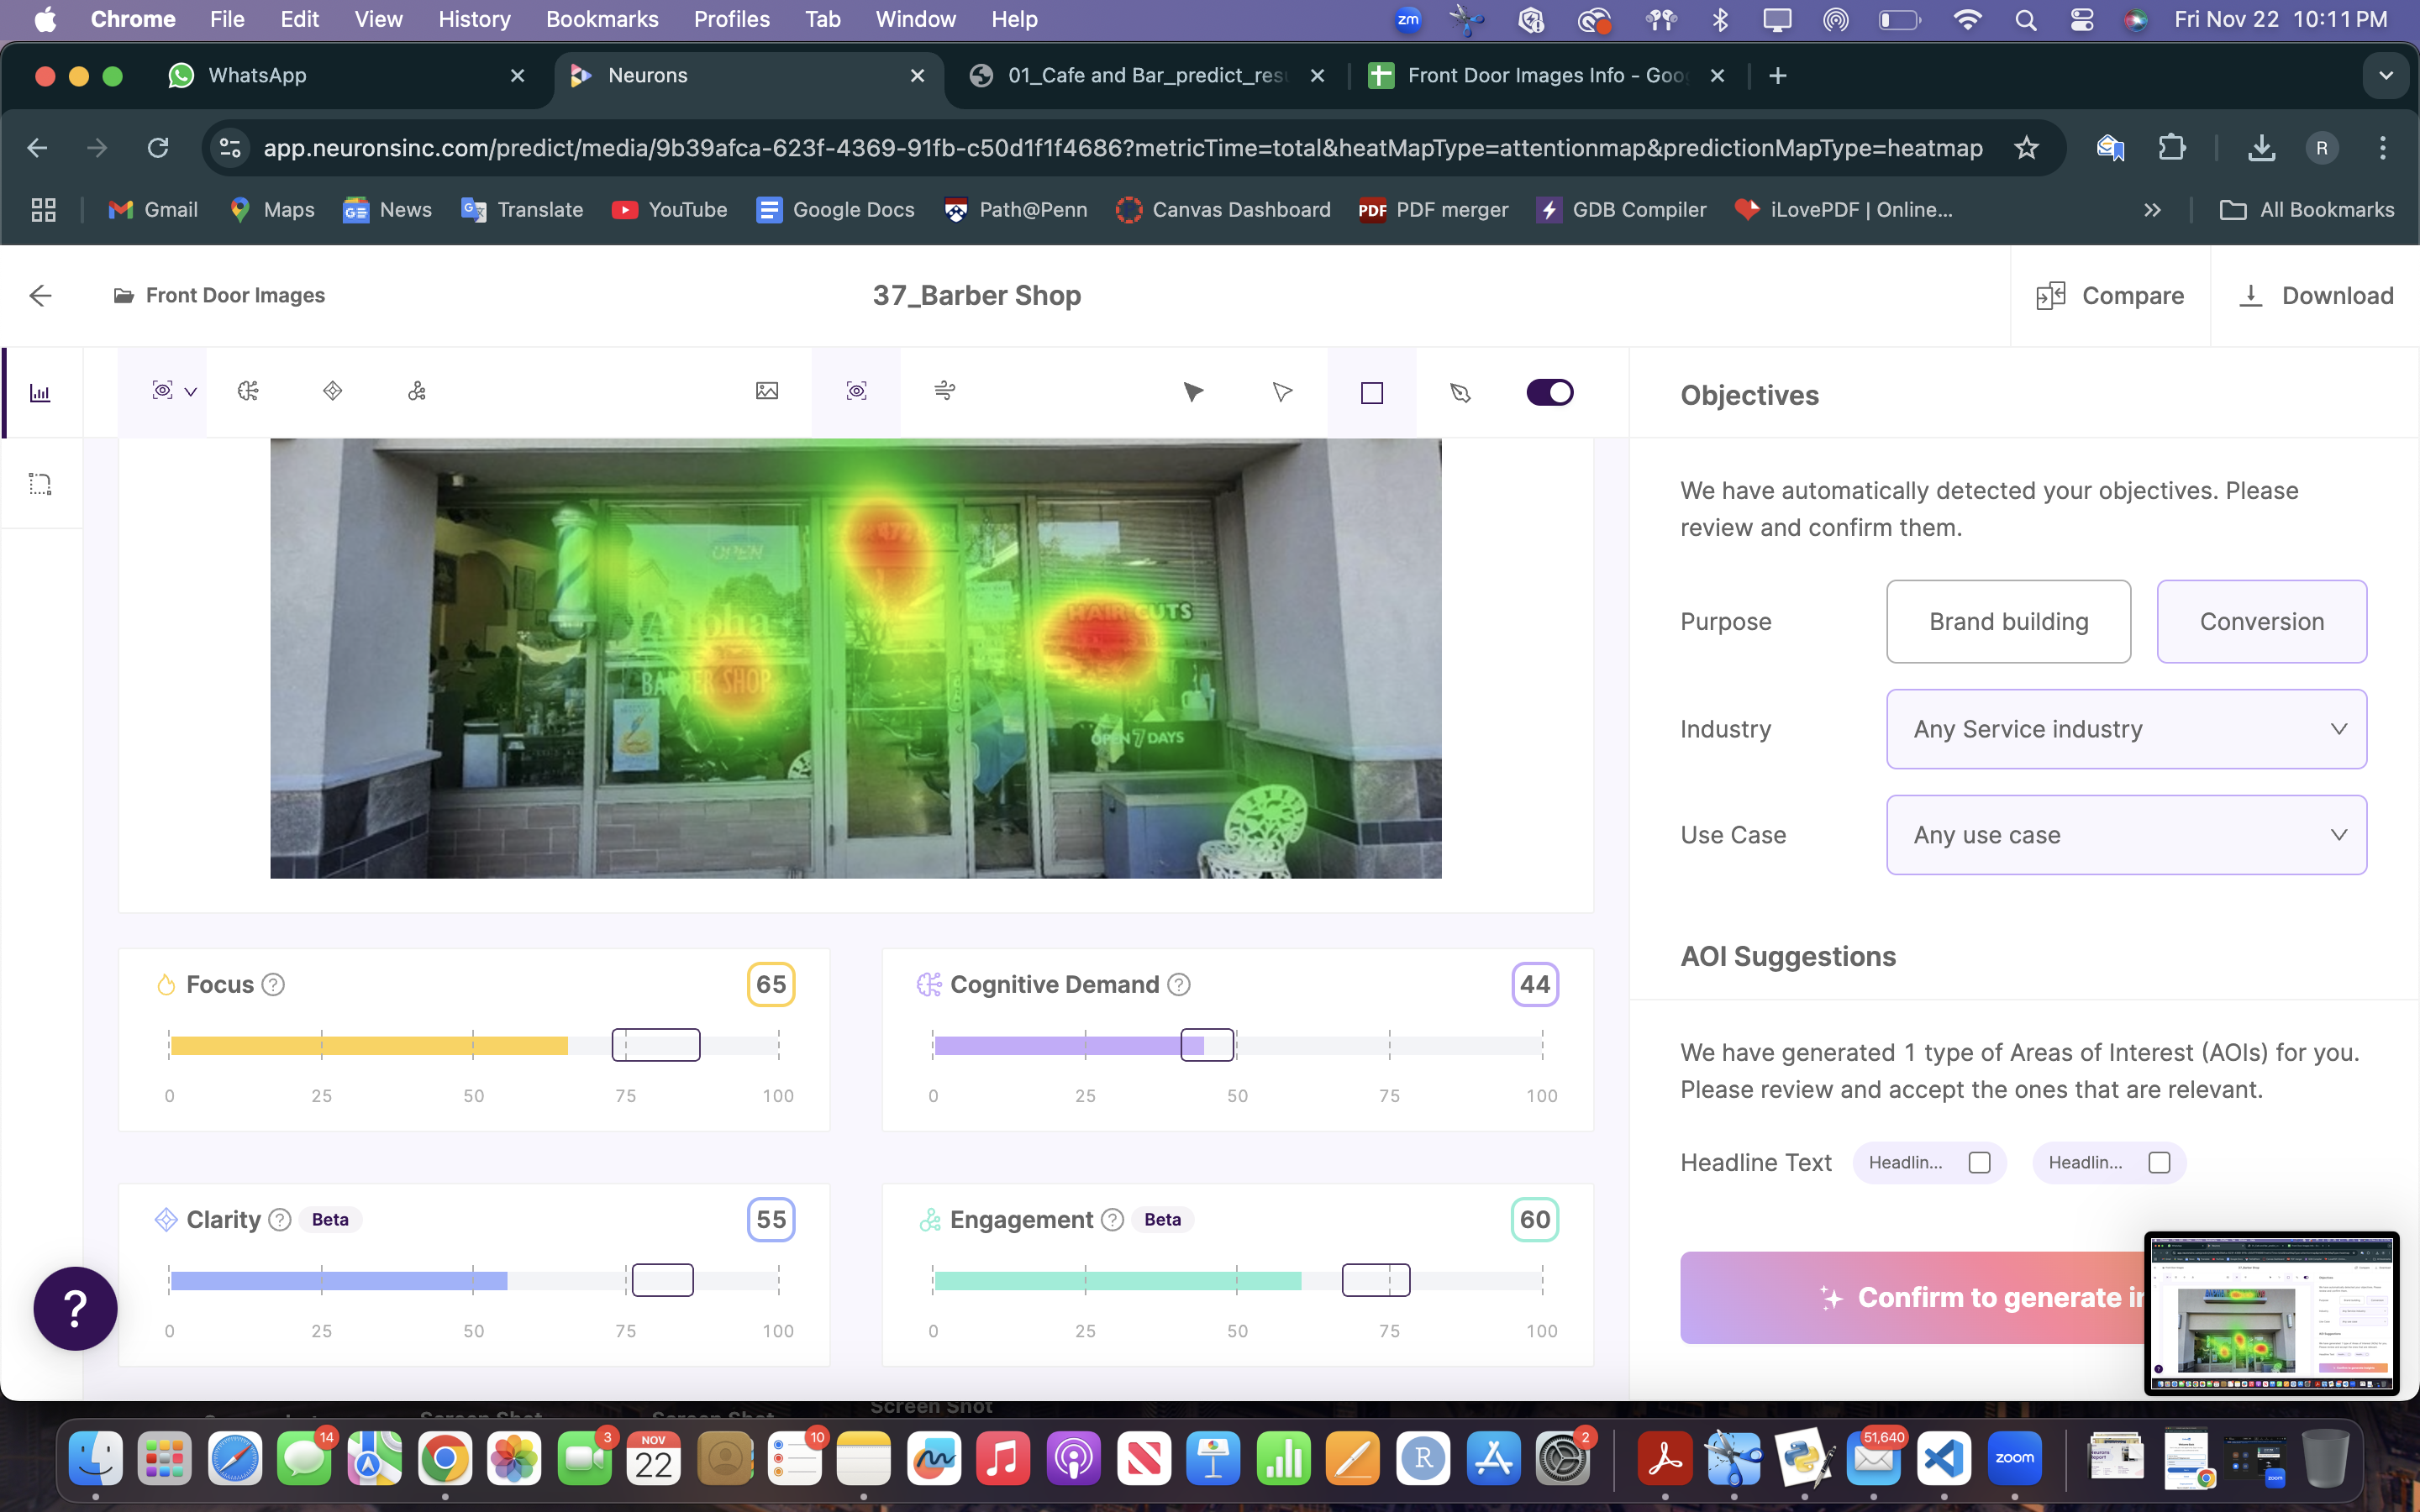 Chrome File Edit View History Bookmarks Profiles Tab Window Help
zm
Fri Nov 22 10:11 PM
WhatsApp
Neurons
01_Cafe and Bar_predict_resu
Front Door Images Info - Goo
app.neuronsinc.com/predict/media/9b39afca-623f-4369-91fb-c50d1f1f4686?metricTime=total&heatMapType=attentionmap&predictionMapType=heatmap
R
Gmail Maps News Translate YouTube Google Docs Path@Penn Canvas Dashboard PDF PDF merger GDB Compiler iLovePDF | Online... All Bookmarks
Front Door Images
37_Barber Shop
Compare
Download
Objectives
We have automatically detected your objectives. Please
review and confirm them.
Purpose
Brand building
Conversion
Industry
Any Service industry
Use Case
Any use case
OPEN
Alpha
BARBER SHOP
HAIR CUTS
OPEN 7 DAYS
Focus ? 65
0 25 50 75 100
Cognitive Demand ? 44
0 25 50 75 100
Clarity ? Beta 55
0 25 50 75 100
Engagement ? Beta 60
0 25 50 75 100
AOI Suggestions
We have generated 1 type of Areas of Interest (AOIs) for you.
Please review and accept the ones that are relevant.
Headline Text
Headlin...
Headlin...
Confirm to generate in
?
Screen Shot
14
3
NOV
22
10
R
2
51,640
zoom